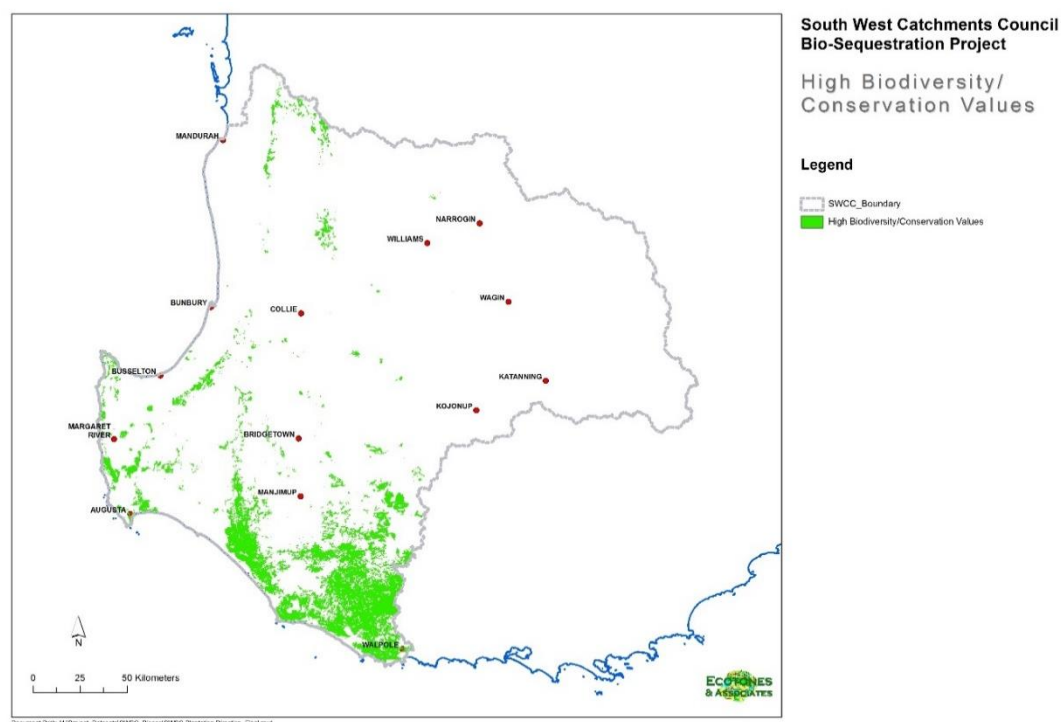 South West Catchments Council
Bio-Sequestration Project
High Biodiversity/
Conservation Values
Legend
SWCC_Boundary
High Biodiversity/Conservation Values
MANDURAH
NARROGIN
WILLIAMS
BUNBURY
COLLIE
WAGIN
BUSSELTON
KATANNING
KOJONUP
MARGARET
RIVER
BRIDGETOWN
MANJIMUP
AUGUSTA
WALPOLE
N
0 25 50 Kilometers
ECOTONES
& ASSOCIATES